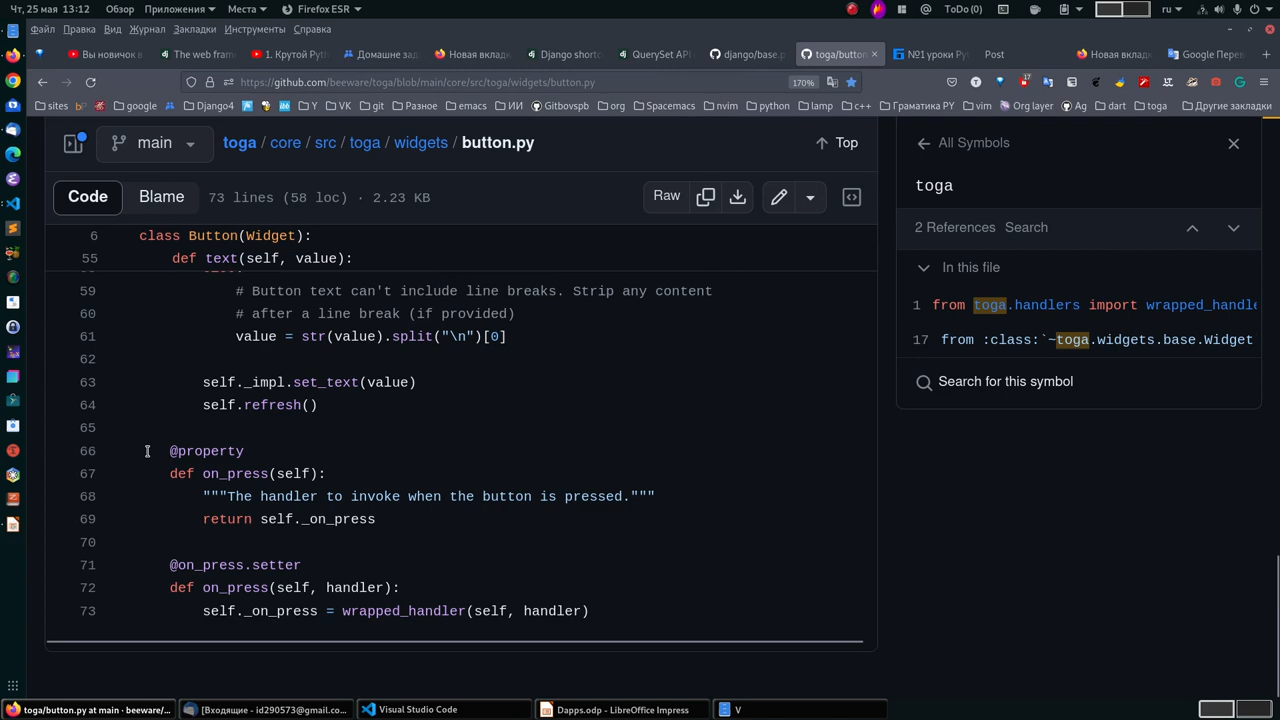 Чт, 25 мая 13:12 Обзор Приложения Места Firefox ESR ToDo (0) ru
Файл Правка Вид Журнал Закладки Инструменты Справка
Вы новичок в The web fram 1. Крутой Pyt Домашне зад Новая вклад Django shortc QuerySet API django/base.p toga/button №1 уроки Py Post Новая вклад Google Перев
https://github.com/beeware/toga/blob/main/core/src/toga/widgets/button.py 170%
sites google Django4 Y VK git Разное emacs ИИ Gitbovspb org Spacemacs nvim python lamp c++ Граматика РУ vim Org layer Ag dart toga Другие закладки
main toga / core / src / toga / widgets / button.py Top
Code Blame 73 lines (58 loc) · 2.23 KB Raw
6 class Button(Widget):
55 def text(self, value):
59 # Button text can't include line breaks. Strip any content
60 # after a line break (if provided)
61 value = str(value).split("\n")[0]
62
63 self._impl.set_text(value)
64 self.refresh()
65
66 @property
67 def on_press(self):
68 """The handler to invoke when the button is pressed."""
69 return self._on_press
70
71 @on_press.setter
72 def on_press(self, handler):
73 self._on_press = wrapped_handler(self, handler)
All Symbols
toga
2 References Search
In this file
1 from toga.handlers import wrapped_handle
17 from :class:`~toga.widgets.base.Widget
Search for this symbol
toga/button.py at main · beeware/... [Входящие - id290573@gmail.co... Visual Studio Code Dapps.odp - LibreOffice Impress V